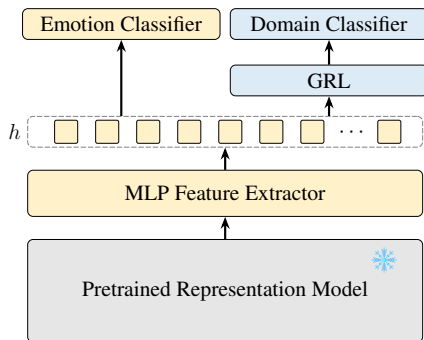 Emotion Classifier
Domain Classifier
GRL
h
...
MLP Feature Extractor
Pretrained Representation Model